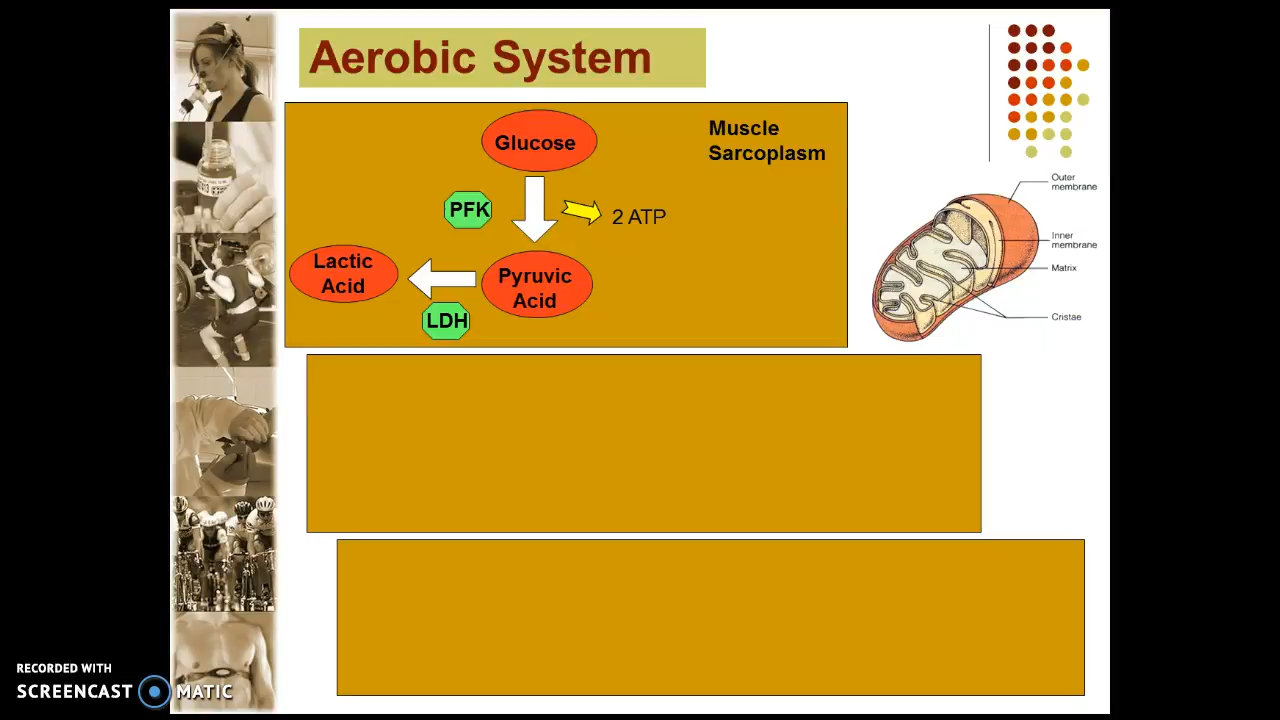 Aerobic System
Glucose
Muscle
Sarcoplasm
PFK
2 ATP
Lactic
Acid
Pyruvic
Acid
LDH
Outer
membrane
Inner
membrane
Matrix
Cristae
RECORDED WITH
SCREENCAST MATIC